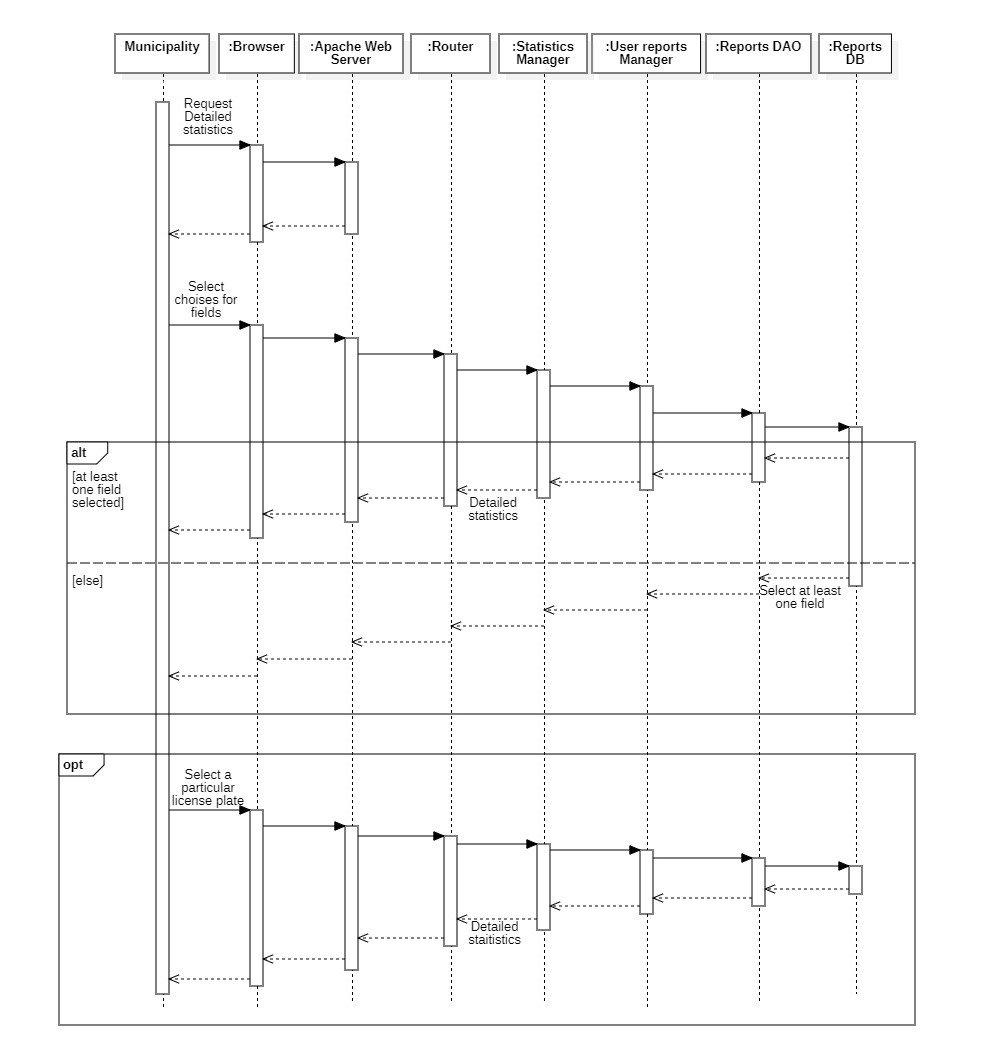 Municipality
:Browser
:Apache Web
Server
:Router
:Statistics
Manager
:User reports
Manager
:Reports DAO
:Reports
DB
Request
Detailed
statistics
Select
choises for
fields
alt
[at least
one field
selected]
Detailed
statistics
[else]
Select at least
one field
opt
Select a
particular
license plate
Detailed
staitistics